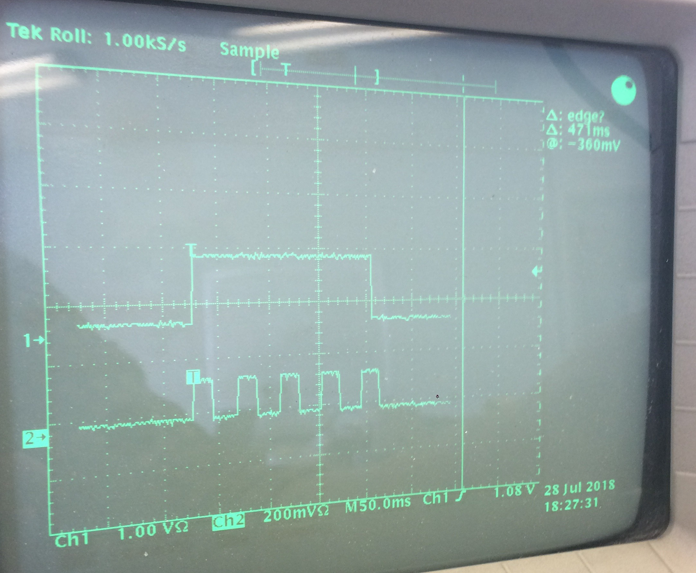 Tek Roll: 1.00kS/s Sample
[ T ]
Δ: edge?
Δ: 471ms
@: -360mV
T
1→
T
2→
Ch1 1.00 VΩ Ch2 200mVΩ M50.0ms Ch1 ƒ 1.08 V
28 Jul 2018
18:27:31